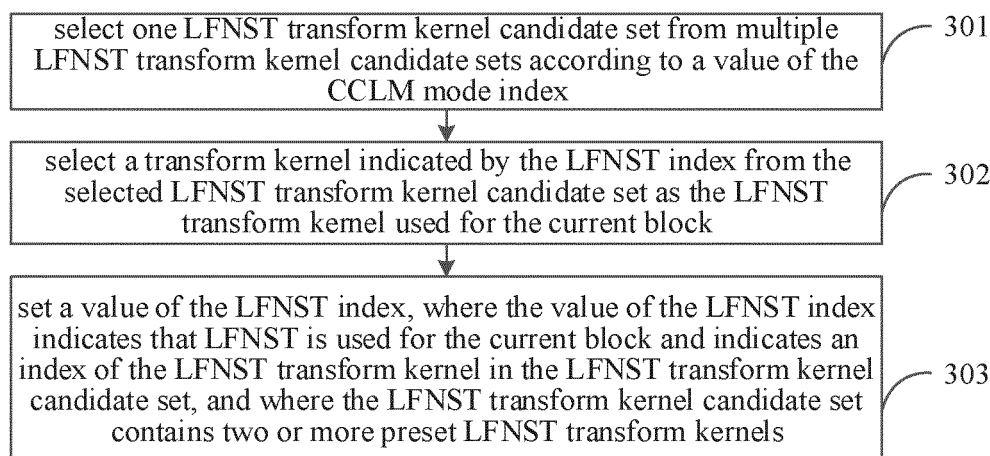 select one LFNST transform kernel candidate set from multiple
LFNST transform kernel candidate sets according to a value of the
CCLM mode index
301
select a transform kernel indicated by the LFNST index from the
selected LFNST transform kernel candidate set as the LFNST
transform kernel used for the current block
302
set a value of the LFNST index, where the value of the LFNST index
indicates that LFNST is used for the current block and indicates an
index of the LFNST transform kernel in the LFNST transform kernel
candidate set, and where the LFNST transform kernel candidate set
contains two or more preset LFNST transform kernels
303